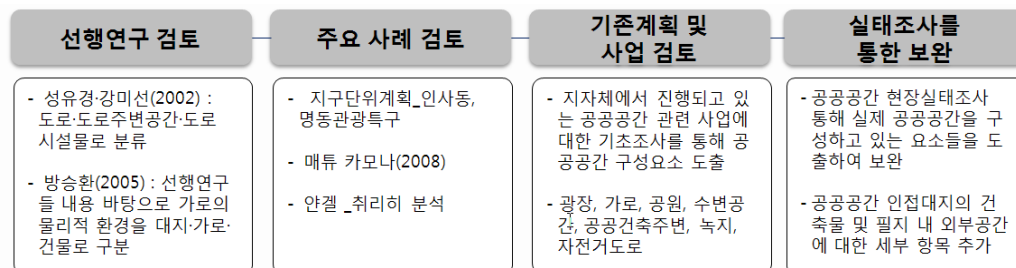 선행연구 검토
- 성유경·강미선(2002) :
도로·도로주변공간·도로
시설물로 분류
- 방승환(2005) : 선행연구
들 내용 바탕으로 가로의
물리적 환경을 대지·가로·
건물로 구분
주요 사례 검토
- 지구단위계획_인사동,
명동관광특구
- 매튜 카모나(2008)
- 얀겔 _취리히 분석
기존계획 및
사업 검토
- 지자체에서 진행되고 있
는 공공공간 관련 사업에
대한 기초조사를 통해 공
공공간 구성요소 도출
- 광장, 가로, 공원, 수변공
간, 공공건축주변, 녹지,
자전거도로
실태조사를
통한 보완
- 공공공간 현장실태조사
통해 실제 공공공간을 구
성하고 있는 요소들을 도
출하여 보완
- 공공공간 인접대지의 건
축물 및 필지 내 외부공간
에 대한 세부 항목 추가